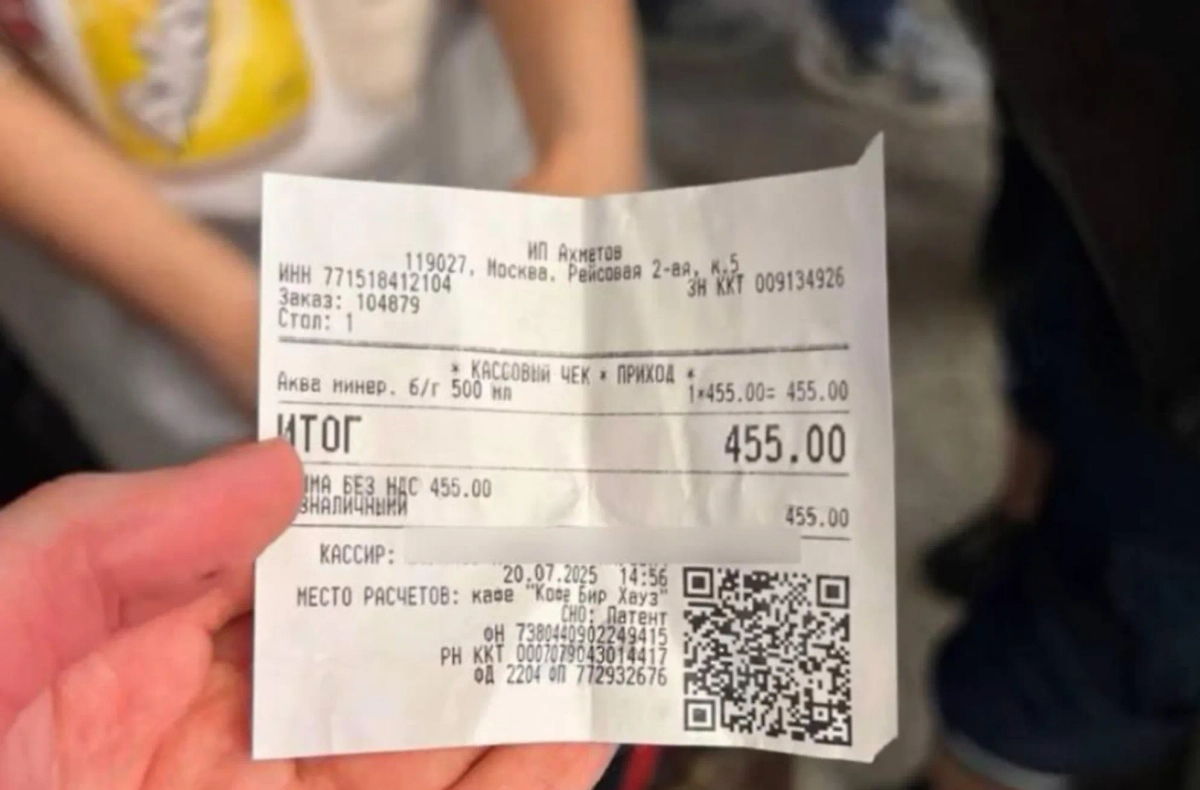 ИП Ахметов
119027, Москва. Рейсовая 2-ая, к.5
ИНН 771518412104 ЗН ККТ 009134926
Заказ: 104879
Стол: 1
* КАССОВЫЙ ЧЕК * ПРИХОД *
Аква минер. б/г 500 мл 1*455.00= 455.00
ИТОГ 455.00
МА БЕЗ НДС 455.00
ЗНАЛИЧНЫЙ 455.00
КАССИР:
20.07.2025 14:56
МЕСТО РАСЧЕТОВ: кафе "Кофе Бир Хауз"
СНО: Патент
ФН 7380440902249415
РН ККТ 0007079043014417
ФД 2204 ФП 772932676